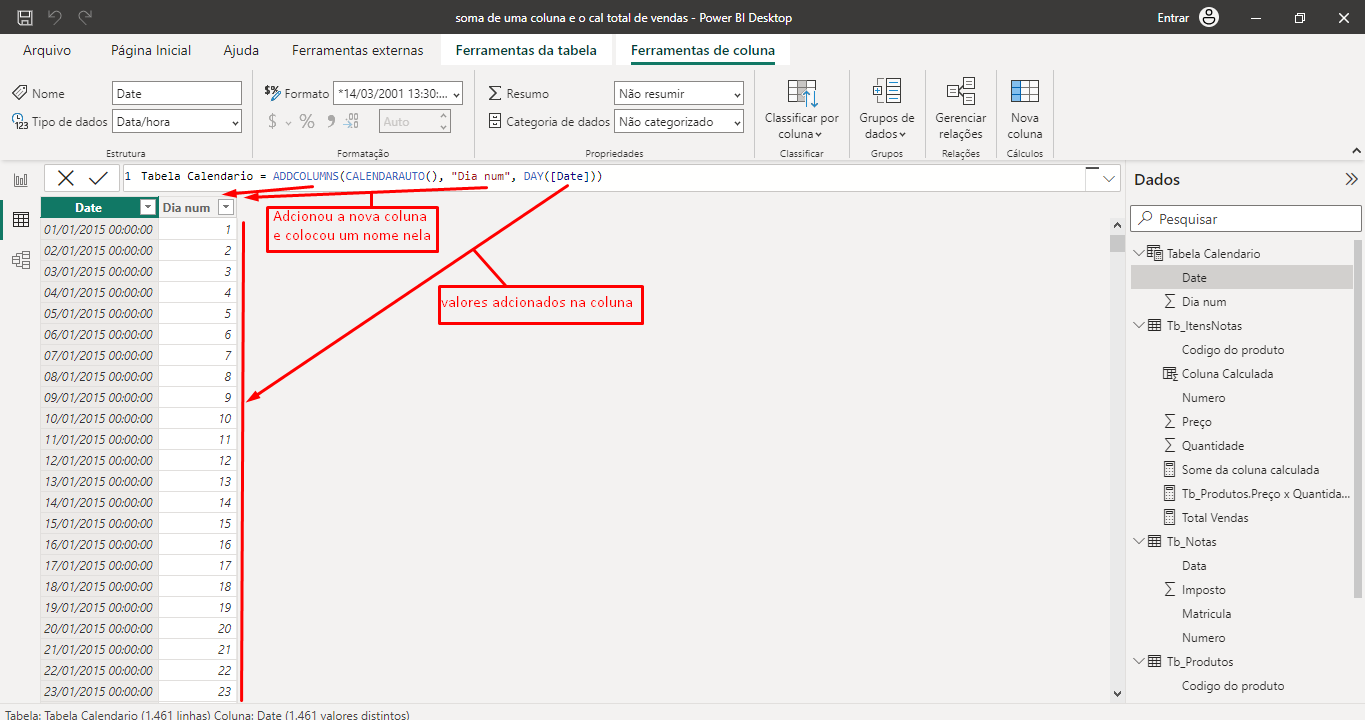 soma de uma coluna e o cal total de vendas - Power BI Desktop
Entrar
Arquivo Página Inicial Ajuda Ferramentas externas Ferramentas da tabela Ferramentas de coluna
Nome Date
Tipo de dados Data/hora
Estrutura
Formato *14/03/2001 13:30:...
$ % Auto
Formatação
Resumo Não resumir
Categoria de dados Não categorizado
Propriedades
Classificar por
coluna
Classificar
Grupos de
dados
Grupos
Gerenciar
relações
Relações
Nova
coluna
Cálculos
1 Tabela Calendario = ADDCOLUMNS(CALENDARAUTO(), "Dia num", DAY([Date]))
Date Dia num
01/01/2015 00:00:00 1
02/01/2015 00:00:00 2
03/01/2015 00:00:00 3
04/01/2015 00:00:00 4
05/01/2015 00:00:00 5
06/01/2015 00:00:00 6
07/01/2015 00:00:00 7
08/01/2015 00:00:00 8
09/01/2015 00:00:00 9
10/01/2015 00:00:00 10
11/01/2015 00:00:00 11
12/01/2015 00:00:00 12
13/01/2015 00:00:00 13
14/01/2015 00:00:00 14
15/01/2015 00:00:00 15
16/01/2015 00:00:00 16
17/01/2015 00:00:00 17
18/01/2015 00:00:00 18
19/01/2015 00:00:00 19
20/01/2015 00:00:00 20
21/01/2015 00:00:00 21
22/01/2015 00:00:00 22
23/01/2015 00:00:00 23
Adcionou a nova coluna
e colocou um nome nela
valores adcionados na coluna
Dados
Pesquisar
Tabela Calendario
Date
Dia num
Tb_ItensNotas
Codigo do produto
Coluna Calculada
Numero
Preço
Quantidade
Some da coluna calculada
Tb_Produtos.Preço x Quantida...
Total Vendas
Tb_Notas
Data
Imposto
Matricula
Numero
Tb_Produtos
Codigo do produto
Tabela: Tabela Calendario (1.461 linhas) Coluna: Date (1.461 valores distintos)